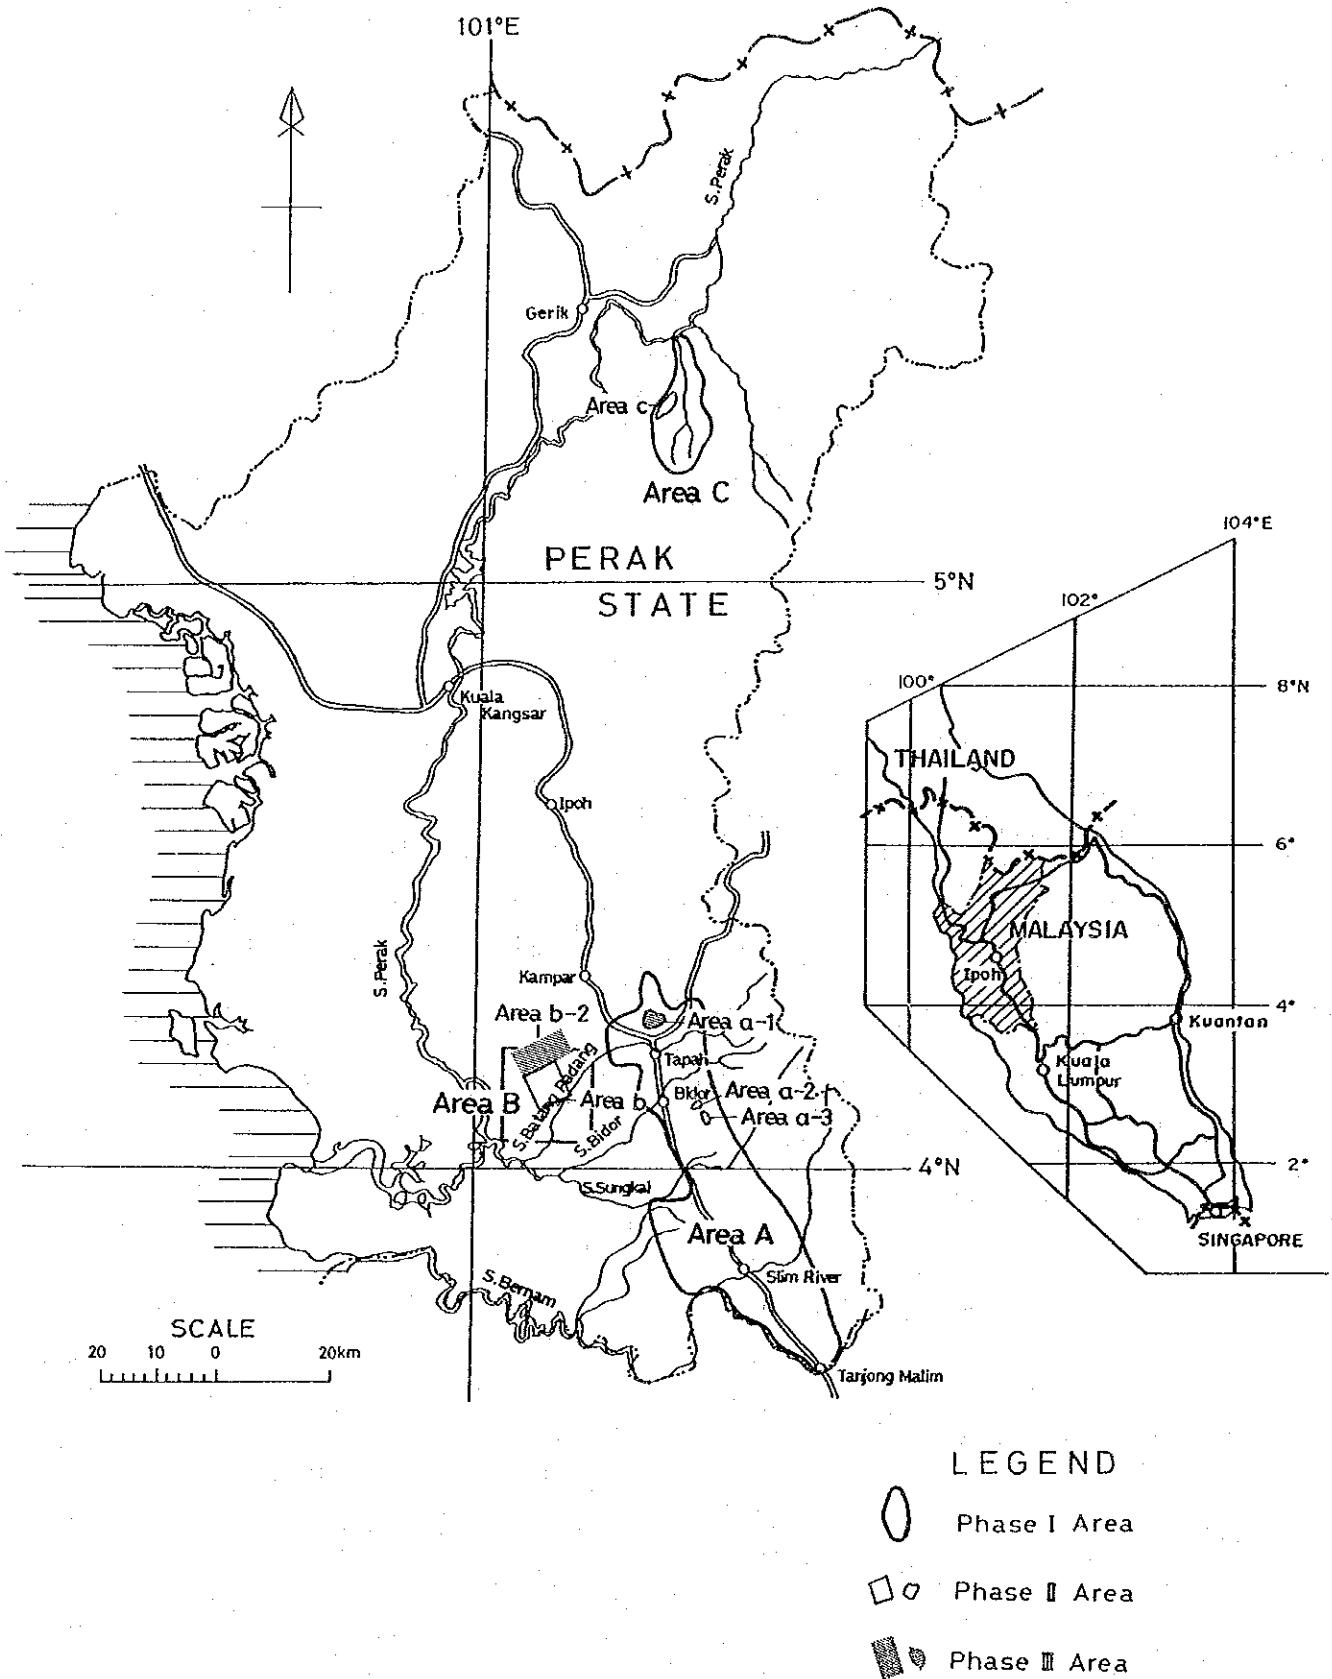 101°E
S.Perak
Gerik
Area c
Area C
PERAK
STATE
5°N
Kuala
Kangsar
Ipoh
S.Perak
Kampar
Area b-2
Area a-1
Tapah
S.Batang Padang
Area B
Area b
Bidor
Area a-2
Area a-3
S.Bidor
4°N
S.Sungkai
Area A
Slim River
S.Bernam
Tanjong Malim
SCALE
20 10 0 20km
104°E
102°
100°
8°N
THAILAND
6°
MALAYSIA
Ipoh
4°
Kuantan
Kuala
Lumpur
2°
SINGAPORE
LEGEND
Phase I Area
Phase II Area
Phase III Area